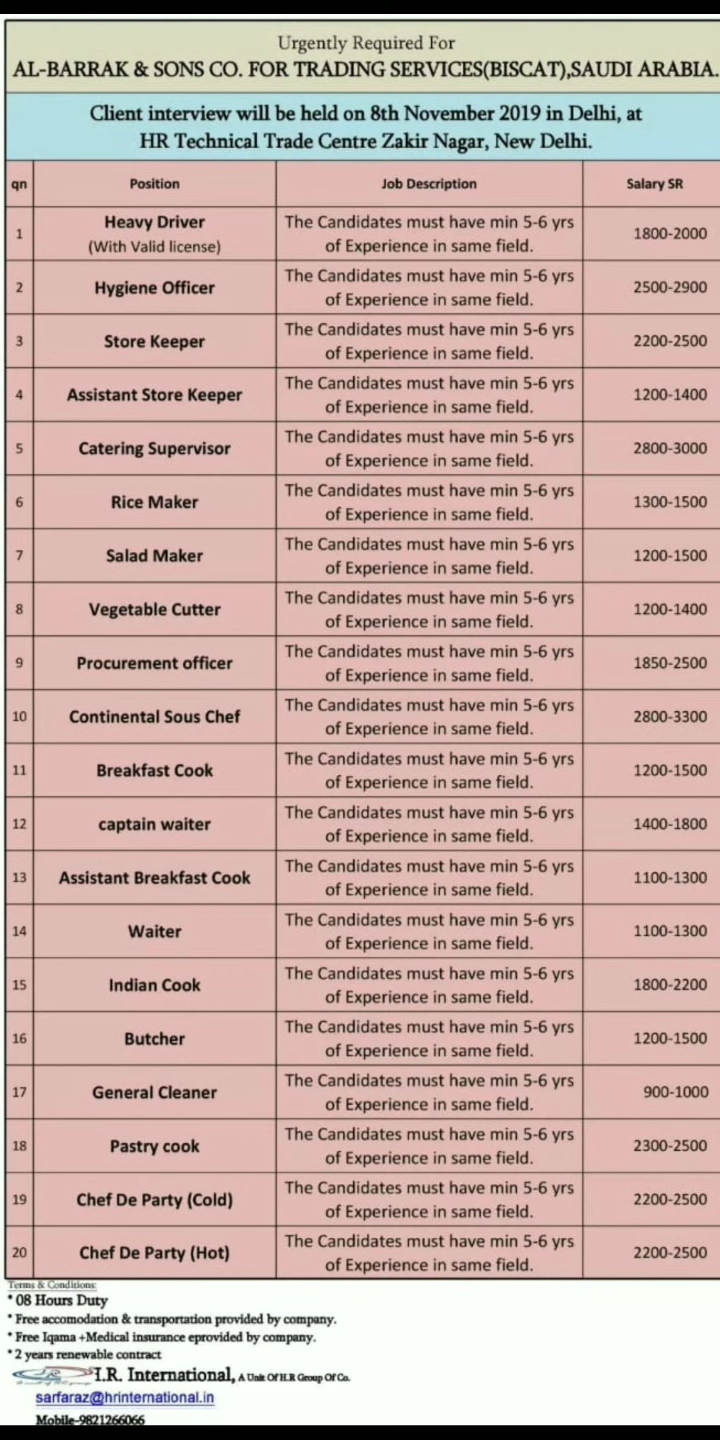 Urgently Required For
AL-BARRAK & SONS CO. FOR TRADING SERVICES(BISCAT),SAUDI ARABIA.
Client interview will be held on 8th November 2019 in Delhi, at
HR Technical Trade Centre Zakir Nagar, New Delhi.
qn Position Job Description Salary SR
1 Heavy Driver (With Valid license) The Candidates must have min 5-6 yrs of Experience in same field. 1800-2000
2 Hygiene Officer The Candidates must have min 5-6 yrs of Experience in same field. 2500-2900
3 Store Keeper The Candidates must have min 5-6 yrs of Experience in same field. 2200-2500
4 Assistant Store Keeper The Candidates must have min 5-6 yrs of Experience in same field. 1200-1400
5 Catering Supervisor The Candidates must have min 5-6 yrs of Experience in same field. 2800-3000
6 Rice Maker The Candidates must have min 5-6 yrs of Experience in same field. 1300-1500
7 Salad Maker The Candidates must have min 5-6 yrs of Experience in same field. 1200-1500
8 Vegetable Cutter The Candidates must have min 5-6 yrs of Experience in same field. 1200-1400
9 Procurement officer The Candidates must have min 5-6 yrs of Experience in same field. 1850-2500
10 Continental Sous Chef The Candidates must have min 5-6 yrs of Experience in same field. 2800-3300
11 Breakfast Cook The Candidates must have min 5-6 yrs of Experience in same field. 1200-1500
12 captain waiter The Candidates must have min 5-6 yrs of Experience in same field. 1400-1800
13 Assistant Breakfast Cook The Candidates must have min 5-6 yrs of Experience in same field. 1100-1300
14 Waiter The Candidates must have min 5-6 yrs of Experience in same field. 1100-1300
15 Indian Cook The Candidates must have min 5-6 yrs of Experience in same field. 1800-2200
16 Butcher The Candidates must have min 5-6 yrs of Experience in same field. 1200-1500
17 General Cleaner The Candidates must have min 5-6 yrs of Experience in same field. 900-1000
18 Pastry cook The Candidates must have min 5-6 yrs of Experience in same field. 2300-2500
19 Chef De Party (Cold) The Candidates must have min 5-6 yrs of Experience in same field. 2200-2500
20 Chef De Party (Hot) The Candidates must have min 5-6 yrs of Experience in same field. 2200-2500
Terms & Conditions:
* 08 Hours Duty
* Free accomodation & transportation provided by company.
* Free Iqama +Medical insurance eprovided by company.
* 2 years renewable contract
I.R. International, A Unit Of H.R Group Of Co.
sarfaraz@hrinternational.in
Mobile-9821266066